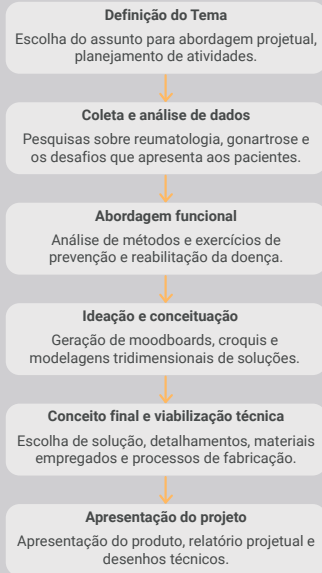 Definição do Tema
Escolha do assunto para abordagem projetual,
planejamento de atividades.
Coleta e análise de dados
Pesquisas sobre reumatologia, gonartrose e
os desafios que apresenta aos pacientes.
Abordagem funcional
Análise de métodos e exercícios de
prevenção e reabilitação da doença.
Ideação e conceituação
Geração de moodboards, croquis e
modelagens tridimensionais de soluções.
Conceito final e viabilização técnica
Escolha de solução, detalhamentos, materiais
empregados e processos de fabricação.
Apresentação do projeto
Apresentação do produto, relatório projetual e
desenhos técnicos.